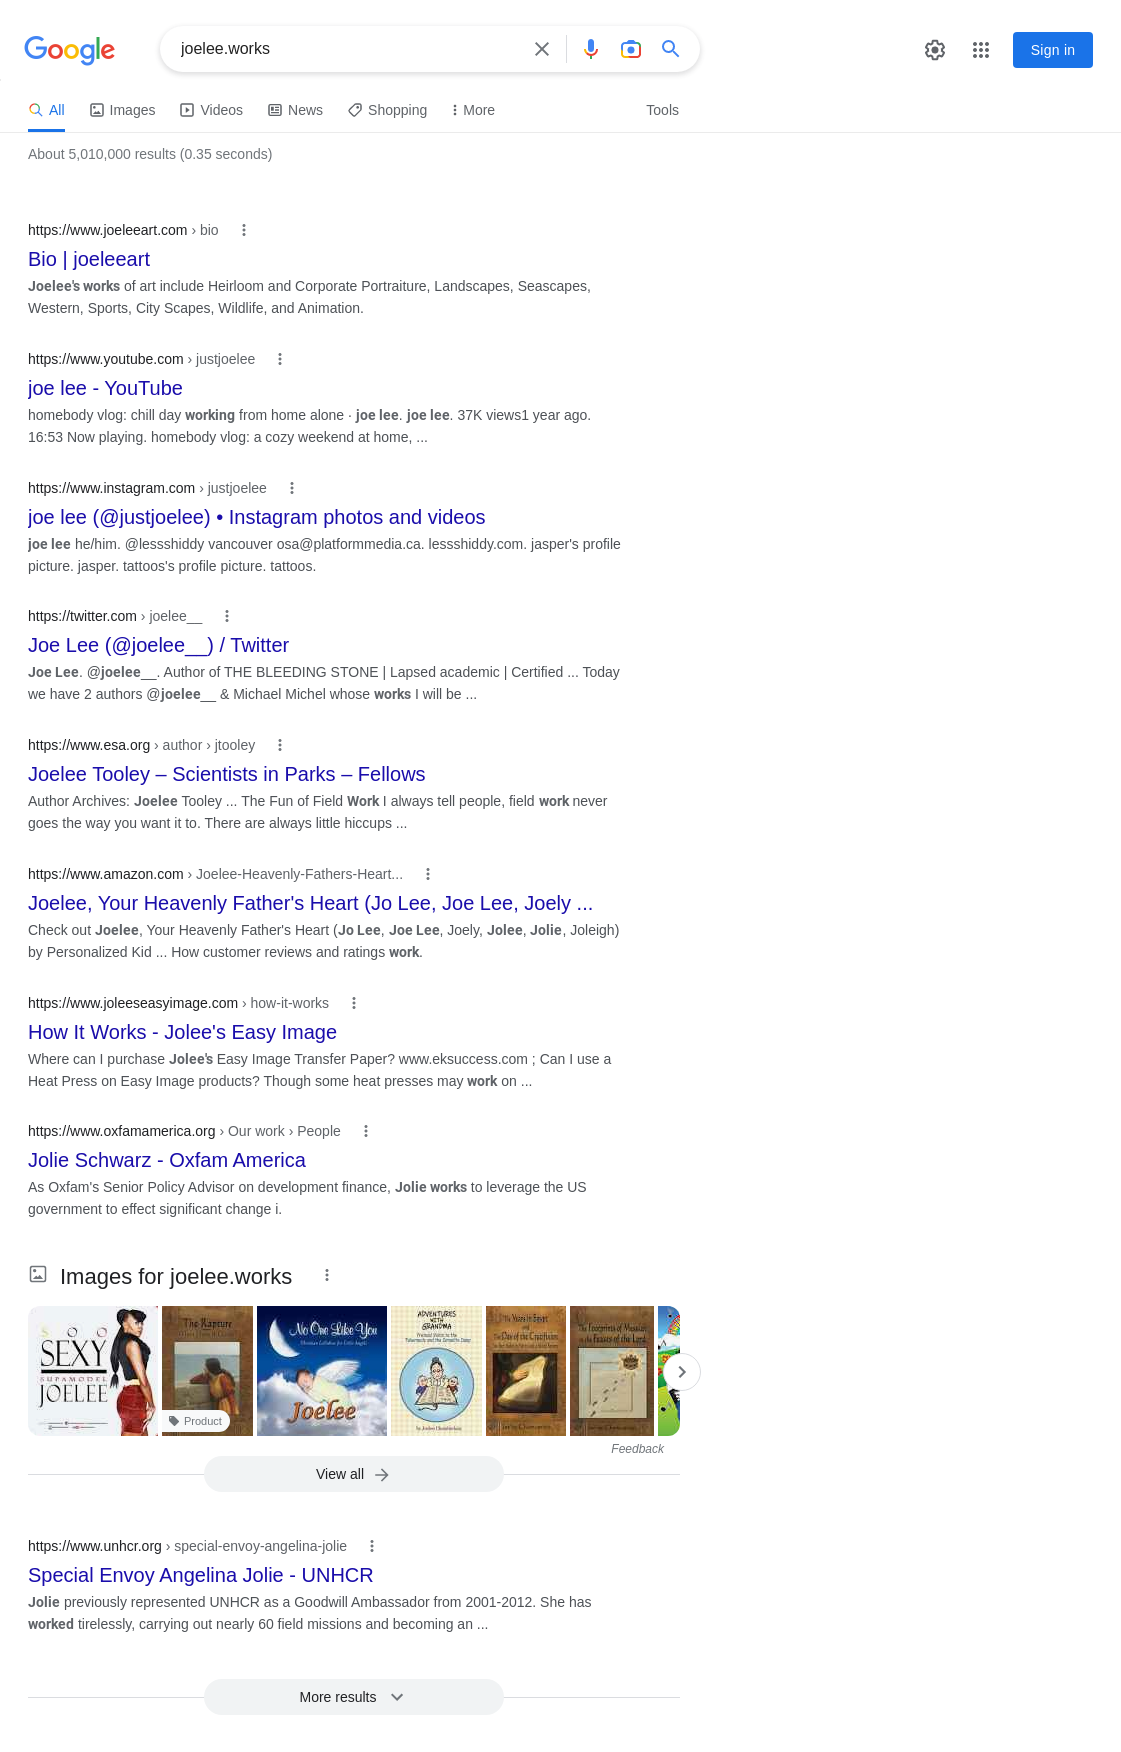 Google
joelee.works
Sign in
All
Images
Videos
News
Shopping
More
Tools
About 5,010,000 results (0.35 seconds)
https://www.joeleeart.com › bio
Bio | joeleeart
Joelee's works of art include Heirloom and Corporate Portraiture, Landscapes, Seascapes,
Western, Sports, City Scapes, Wildlife, and Animation.
https://www.youtube.com › justjoelee
joe lee - YouTube
homebody vlog: chill day working from home alone · joe lee. joe lee. 37K views1 year ago.
16:53 Now playing. homebody vlog: a cozy weekend at home, ...
https://www.instagram.com › justjoelee
joe lee (@justjoelee) • Instagram photos and videos
joe lee he/him. @lessshiddy vancouver osa@platformmedia.ca. lessshiddy.com. jasper's profile
picture. jasper. tattoos's profile picture. tattoos.
https://twitter.com › joelee__
Joe Lee (@joelee__) / Twitter
Joe Lee. @joelee__. Author of THE BLEEDING STONE | Lapsed academic | Certified ... Today
we have 2 authors @joelee__ & Michael Michel whose works I will be ...
https://www.esa.org › author › jtooley
Joelee Tooley – Scientists in Parks – Fellows
Author Archives: Joelee Tooley ... The Fun of Field Work I always tell people, field work never
goes the way you want it to. There are always little hiccups ...
https://www.amazon.com › Joelee-Heavenly-Fathers-Heart...
Joelee, Your Heavenly Father's Heart (Jo Lee, Joe Lee, Joely ...
Check out Joelee, Your Heavenly Father's Heart (Jo Lee, Joe Lee, Joely, Jolee, Jolie, Joleigh)
by Personalized Kid ... How customer reviews and ratings work.
https://www.joleeseasyimage.com › how-it-works
How It Works - Jolee's Easy Image
Where can I purchase Jolee's Easy Image Transfer Paper? www.eksuccess.com ; Can I use a
Heat Press on Easy Image products? Though some heat presses may work on ...
https://www.oxfamamerica.org › Our work › People
Jolie Schwarz - Oxfam America
As Oxfam's Senior Policy Advisor on development finance, Jolie works to leverage the US
government to effect significant change i.
Images for joelee.works
SOO
SEXY
SUPAMODEL
JOELEE
The Rapture
Product
No One Like You
Joelee
ADVENTURES
WITH
GRANDMA
The Footprints of Messiah
in the Feasts of the Lord
Feedback
View all
https://www.unhcr.org › special-envoy-angelina-jolie
Special Envoy Angelina Jolie - UNHCR
Jolie previously represented UNHCR as a Goodwill Ambassador from 2001-2012. She has
worked tirelessly, carrying out nearly 60 field missions and becoming an ...
More results